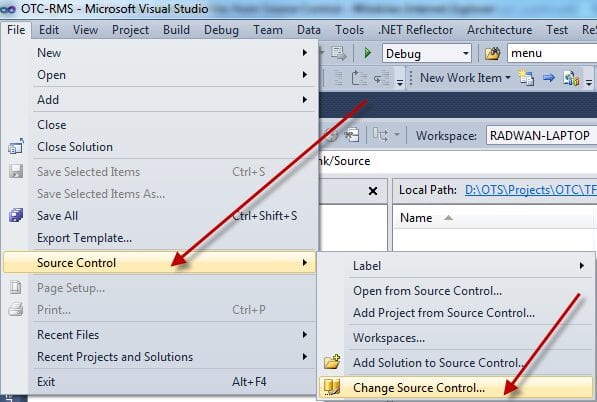 OTC-RMS - Microsoft Visual Studio
File Edit View Project Build Debug Team Data Tools .NET Reflector Architecture Test
Debug menu
New Work Item
Workspace: RADWAN-LAPTOP
nk/Source
Local Path: D:\OTS\Projects\OTC\TF
Name
New
Open
Add
Close
Close Solution
Save Selected Items Ctrl+S
Save Selected Items As...
Save All Ctrl+Shift+S
Export Template...
Source Control
Page Setup...
Print... Ctrl+P
Recent Files
Recent Projects and Solutions
Exit Alt+F4
Label
Open from Source Control...
Add Project from Source Control...
Workspaces...
Add Solution to Source Control...
Change Source Control...